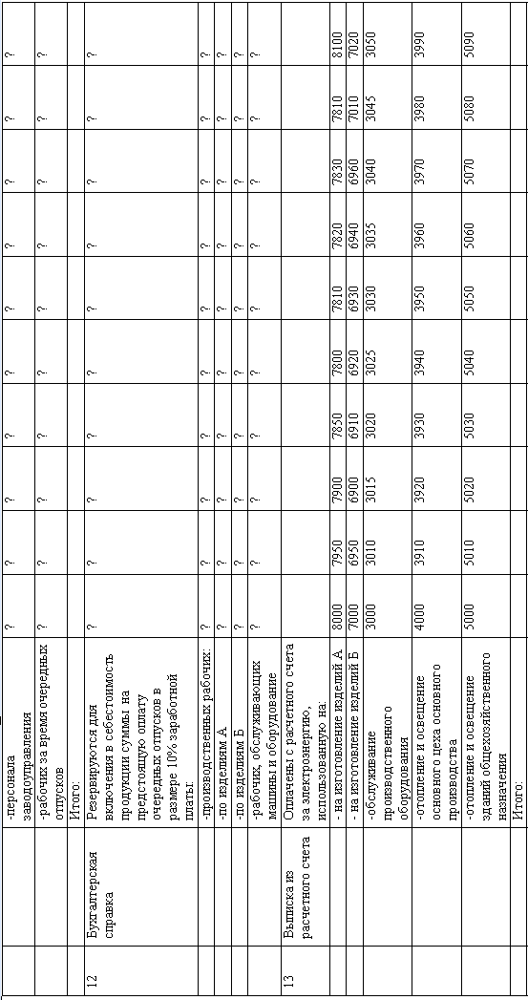 -персонала ? ? ? ? ? ? ? ? ? ?
заводоуправления
-рабочих за время очередных ? ? ? ? ? ? ? ? ? ?
отпусков
Итого:
12 Бухгалтерская Резервируются для ? ? ? ? ? ? ? ? ? ?
справка включения в себестоимость
продукции суммы на
предстоящую оплату
очередных отпусков в
размере 10% заработной
платы:
-производственных рабочих: ? ? ? ? ? ? ? ? ? ?
-по изделиям А ? ? ? ? ? ? ? ? ? ?
-по изделиям Б ? ? ? ? ? ? ? ? ? ?
-рабочих, обслуживающих ? ? ? ? ? ? ? ? ? ?
машины и оборудование
13 Выписка из Оплачены с расчетного счета
расчетного счета за электроэнергию,
использованную на:
- на изготовление изделий А 8000 7950 7900 7850 7800 7810 7820 7830 7810 8100
- на изготовление изделий Б 7000 6950 6900 6910 6920 6930 6940 6960 7010 7020
-обслуживание 3000 3010 3015 3020 3025 3030 3035 3040 3045 3050
производственного
оборудования
-отопление и освещение 4000 3910 3920 3930 3940 3950 3960 3970 3980 3990
основного цеха основного
производства
-отопление и освещение 5000 5010 5020 5030 5040 5050 5060 5070 5080 5090
зданий общехозяйственного
назначения
Итого: